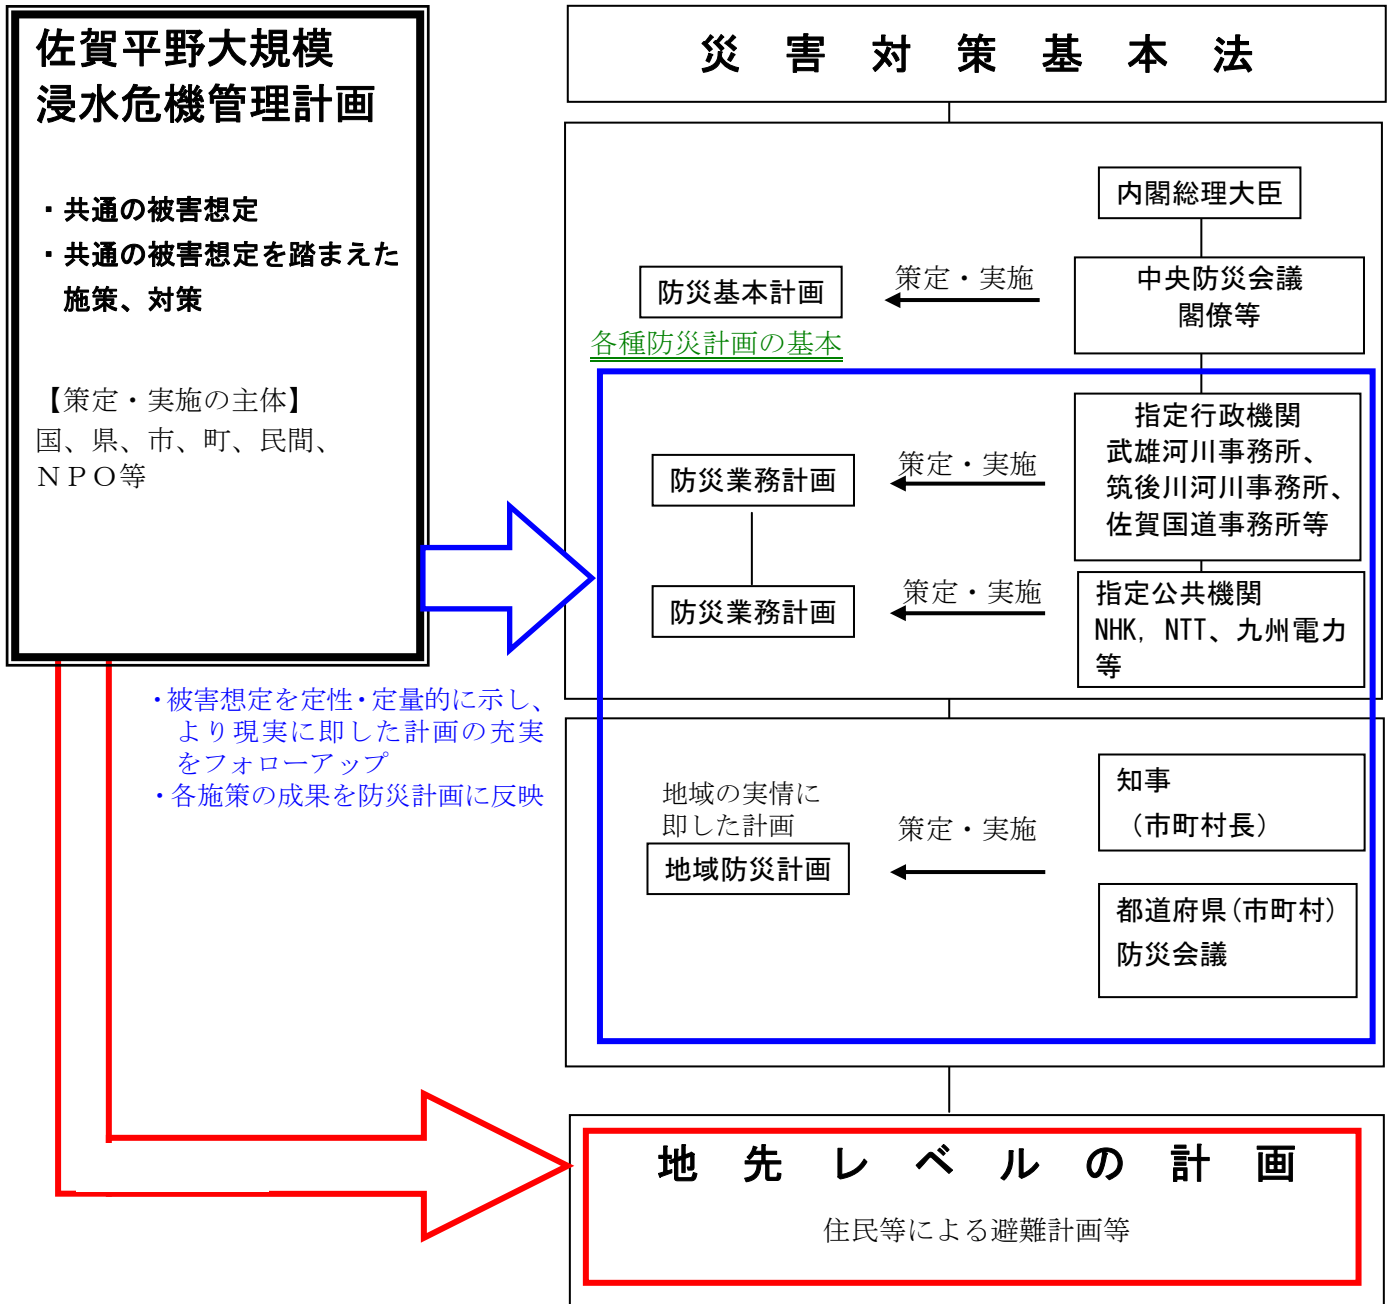 佐賀平野大規模
浸水危機管理計画
・共通の被害想定
・共通の被害想定を踏まえた
施策、対策
【策定・実施の主体】
国、県、市、町、民間、
ＮＰＯ等
・被害想定を定性・定量的に示し、
より現実に即した計画の充実
をフォローアップ
・各施策の成果を防災計画に反映
災害対策基本法
内閣総理大臣
中央防災会議
閣僚等
策定・実施
防災基本計画
各種防災計画の基本
指定行政機関
武雄河川事務所、
筑後川河川事務所、
佐賀国道事務所等
策定・実施
防災業務計画
指定公共機関
NHK, NTT、九州電力
等
策定・実施
防災業務計画
知事
（市町村長）
都道府県(市町村)
防災会議
策定・実施
地域の実情に
即した計画
地域防災計画
地先レベルの計画
住民等による避難計画等